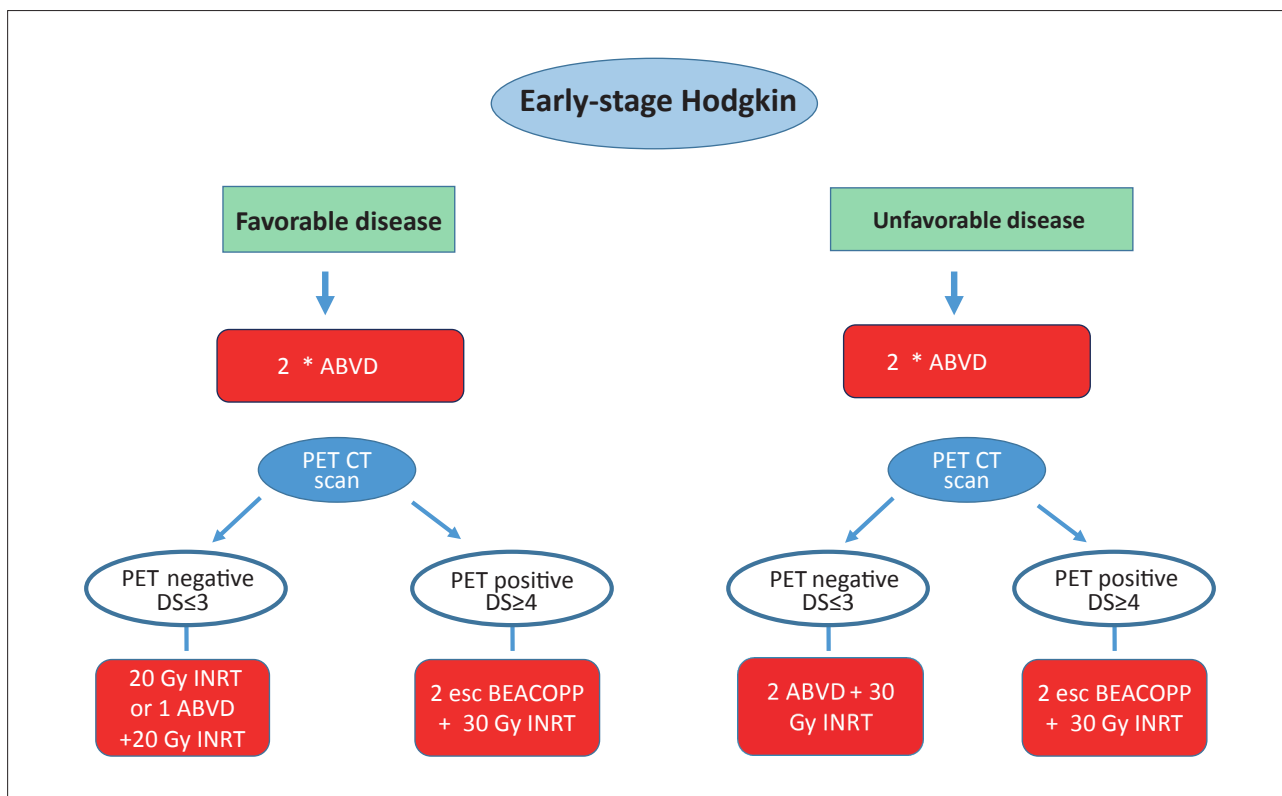 Early-stage Hodgkin
Favorable disease
Unfavorable disease
2 * ABVD
2 * ABVD
PET CT
scan
PET CT
scan
PET negative
DS≤3
PET positive
DS≥4
PET negative
DS≤3
PET positive
DS≥4
20 Gy INRT
or 1 ABVD
+20 Gy INRT
2 esc BEACOPP
+ 30 Gy INRT
2 ABVD + 30
Gy INRT
2 esc BEACOPP
+ 30 Gy INRT